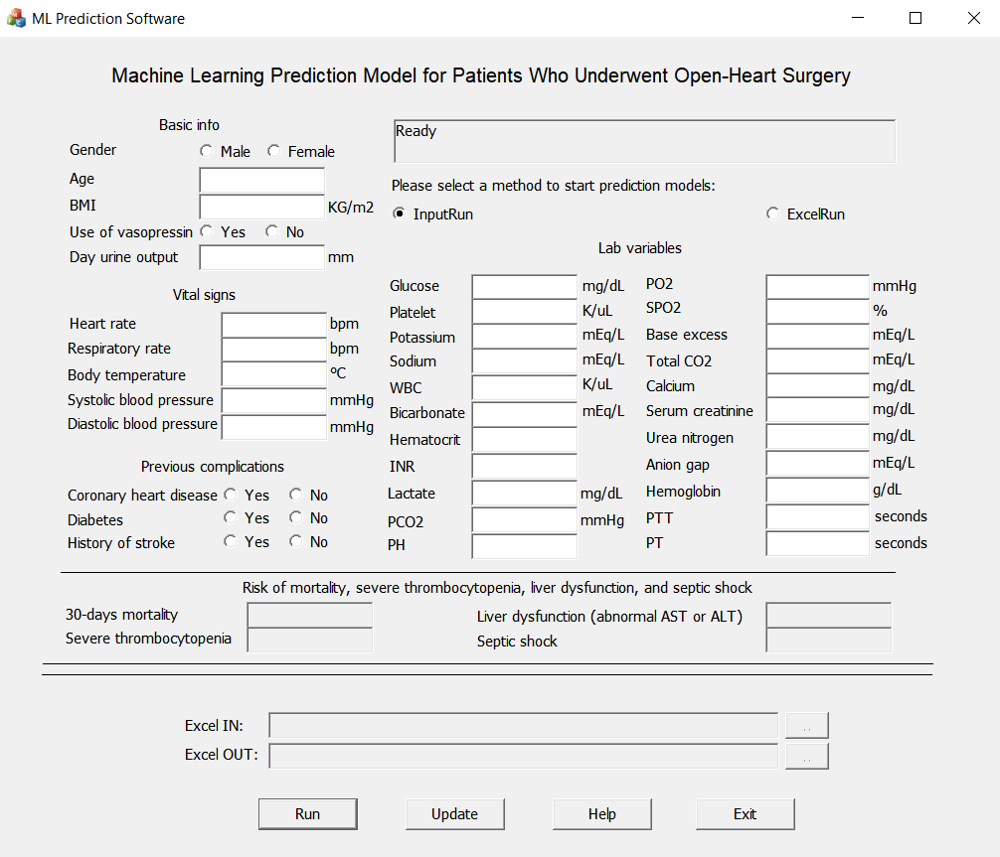 ML Prediction Software
Machine Learning Prediction Model for Patients Who Underwent Open-Heart Surgery
Basic info
Gender Male Female
Age
BMI KG/m2
Use of vasopressin Yes No
Day urine output mm
Vital signs
Heart rate bpm
Respiratory rate bpm
Body temperature ºC
Systolic blood pressure mmHg
Diastolic blood pressure mmHg
Previous complications
Coronary heart disease Yes No
Diabetes Yes No
History of stroke Yes No
Ready
Please select a method to start prediction models:
InputRun ExcelRun
Lab variables
Glucose mg/dL
Platelet K/uL
Potassium mEq/L
Sodium mEq/L
WBC K/uL
Bicarbonate mEq/L
Hematocrit
INR
Lactate mg/dL
PCO2 mmHg
PH
PO2 mmHg
SPO2 %
Base excess mEq/L
Total CO2 mEq/L
Calcium mg/dL
Serum creatinine mg/dL
Urea nitrogen mg/dL
Anion gap mEq/L
Hemoglobin g/dL
PTT seconds
PT seconds
Risk of mortality, severe thrombocytopenia, liver dysfunction, and septic shock
30-days mortality
Severe thrombocytopenia
Liver dysfunction (abnormal AST or ALT)
Septic shock
Excel IN: ..
Excel OUT: ..
Run Update Help Exit